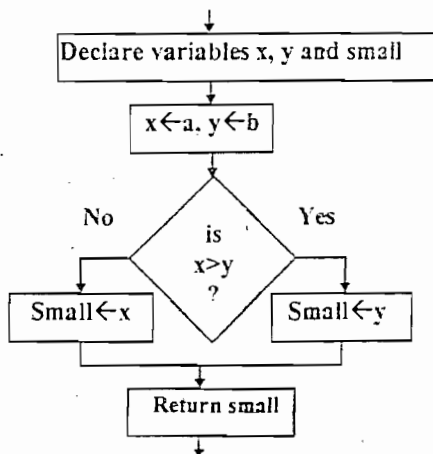 Declare variables x, y and small
x←a, y←b
No
Yes
is
x>y
?
Small←x
Small←y
Return small